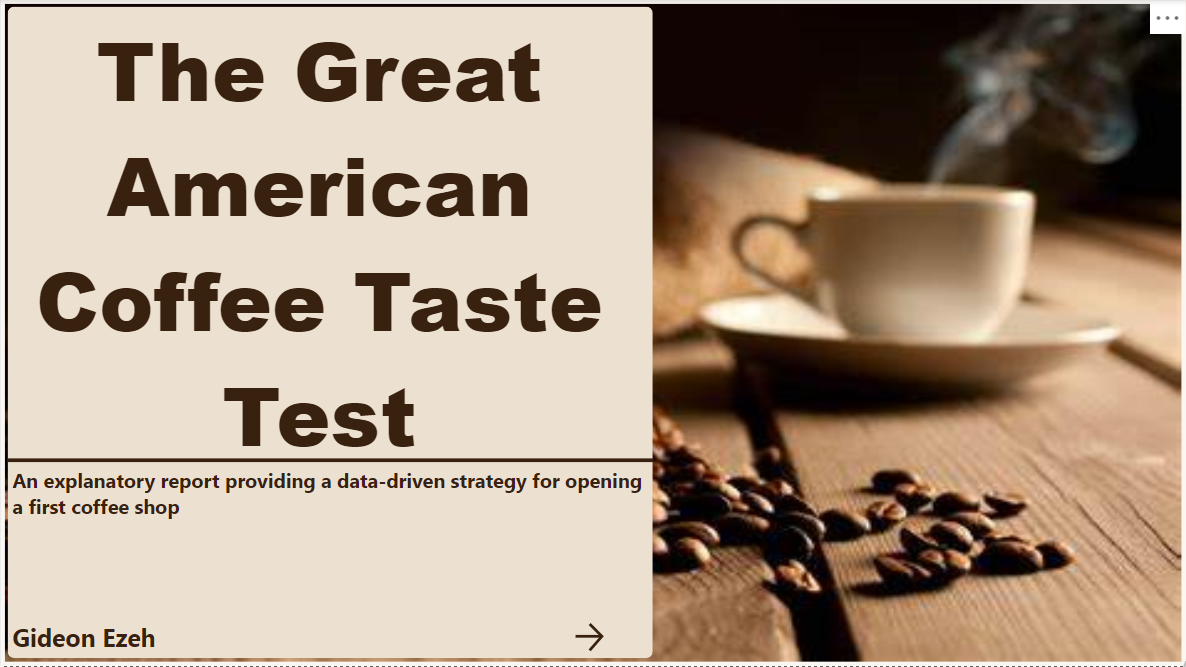 The Great
American
Coffee Taste
Test
An explanatory report providing a data-driven strategy for opening
a first coffee shop
Gideon Ezeh